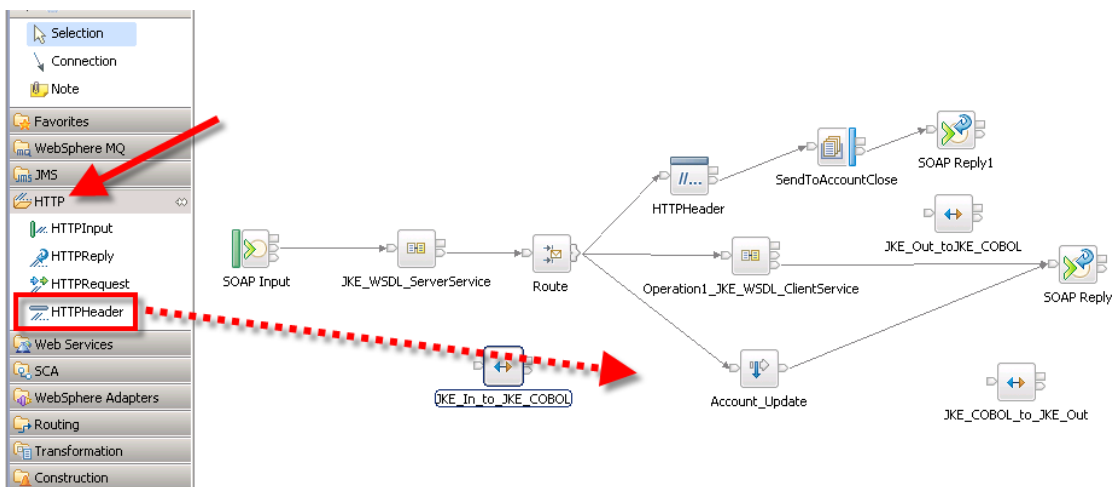 Selection
Connection
Note
Favorites
WebSphere MQ
JMS
HTTP
HTTPInput
HTTPReply
HTTPRequest
HTTPHeader
Web Services
SCA
WebSphere Adapters
Routing
Transformation
Construction
SOAP Input
JKE_WSDL_ServerService
Route
HTTPHeader
SendToAccountClose
SOAP Reply1
JKE_Out_toJKE_COBOL
Operation1_JKE_WSDL_ClientService
SOAP Reply
JKE_In_to_JKE_COBOL
Account_Update
JKE_COBOL_to_JKE_Out